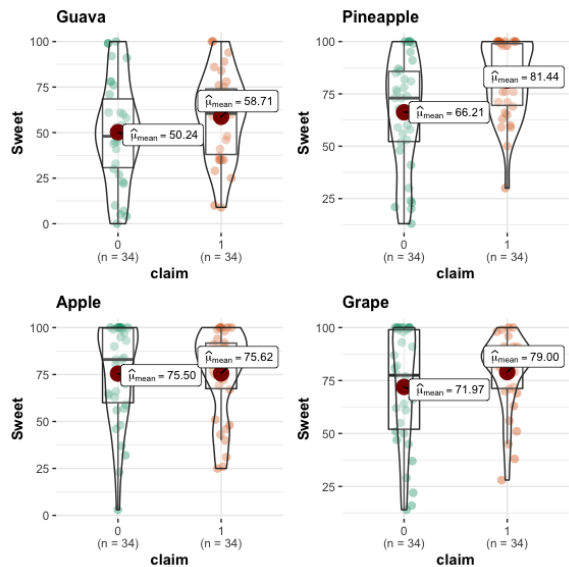 Guava
Sweet
100
75
50
25
0
μ̂mean = 50.24
μ̂mean = 58.71
0
(n = 34)
1
(n = 34)
claim
Pineapple
Sweet
100
75
50
25
μ̂mean = 66.21
μ̂mean = 81.44
0
(n = 34)
1
(n = 34)
claim
Apple
Sweet
100
75
50
25
0
μ̂mean = 75.50
μ̂mean = 75.62
0
(n = 34)
1
(n = 34)
claim
Grape
Sweet
100
75
50
25
μ̂mean = 71.97
μ̂mean = 79.00
0
(n = 34)
1
(n = 34)
claim